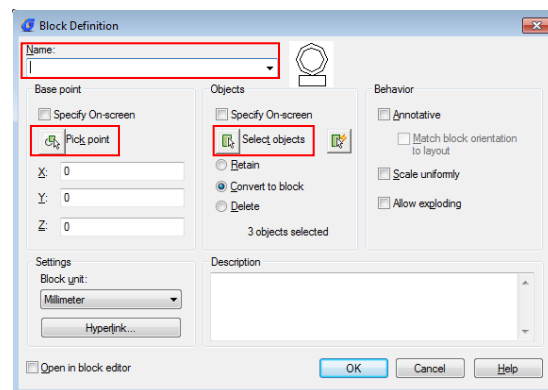 Block Definition
Name:
Base point
Specify On-screen
Pick point
X: 0
Y: 0
Z: 0
Objects
Specify On-screen
Select objects
Retain
Convert to block
Delete
3 objects selected
Behavior
Annotative
Match block orientation
to layout
Scale uniformly
Allow exploding
Settings
Block unit:
Millimeter
Hyperlink...
Description
Open in block editor
OK
Cancel
Help